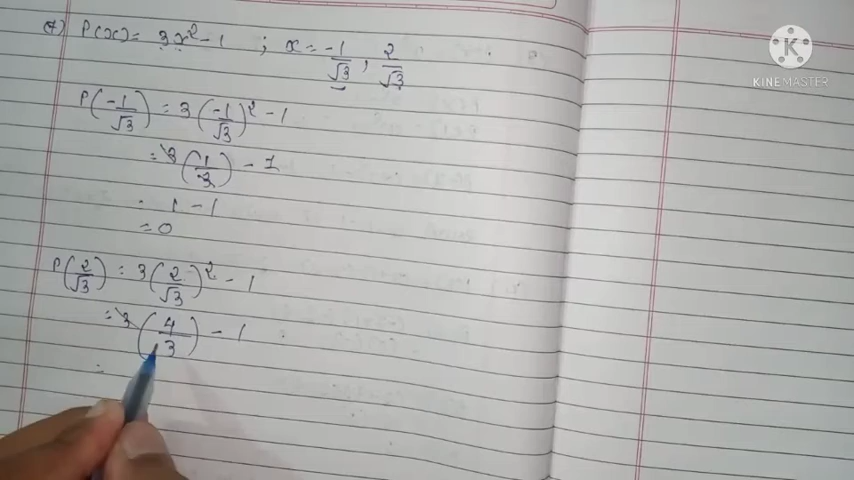 P(x) = 3x² - 1 ; x = -1/√3 , 2/√3
P(-1/√3) = 3(-1/√3)² - 1
= 3(1/3) - 1
1 - 1
= 0
P(2/√3) = 3(2/√3)² - 1
= 3(4/3) - 1
=
K
KINEMASTER